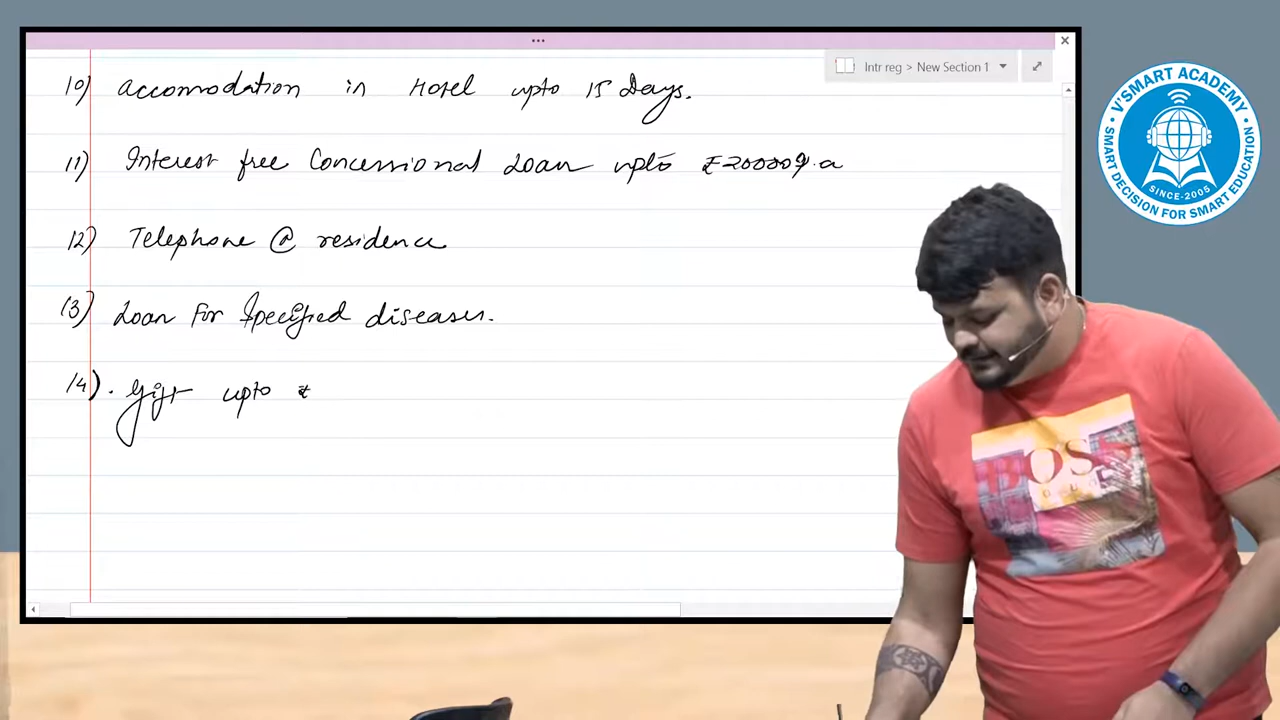 Intr reg > New Section 1
10) Accomodation in Hotel upto 15 Days.
11) Interest free Concessional Loan upto ₹20000 p.a
12) Telephone @ residence
13) Loan For Specified diseases.
14). Gift upto ₹
• V'SMART ACADEMY •
SINCE-2005
SMART DECISION FOR SMART EDUCATION
BOSS